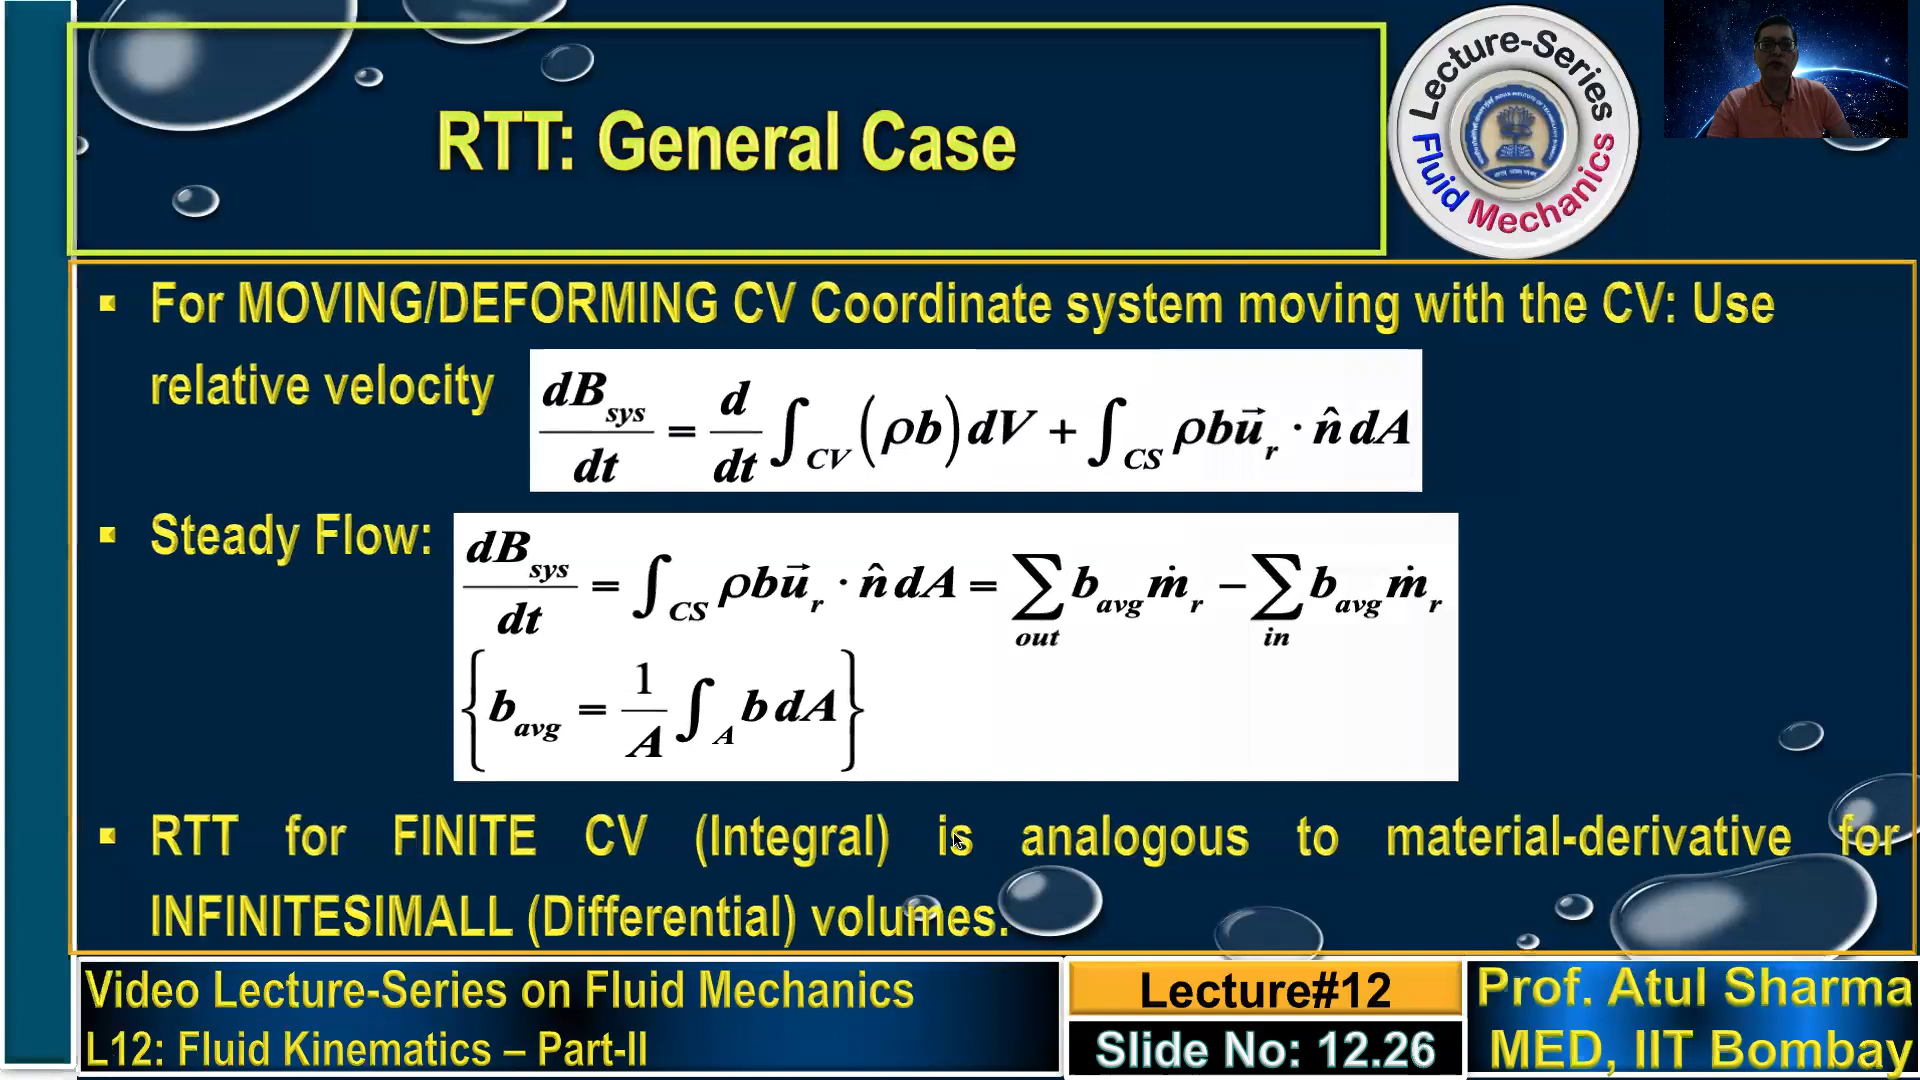 RTT: General Case
Lecture-Series
Fluid Mechanics
▪ For MOVING/DEFORMING CV Coordinate system moving with the CV: Use
relative velocity
dB_sys/dt = d/dt ∫_CV (ρb) dV + ∫_CS ρb u⃗_r · n̂ dA
▪ Steady Flow:
dB_sys/dt = ∫_CS ρb u⃗_r · n̂ dA = ∑_out b_avg ṁ_r − ∑_in b_avg ṁ_r
{b_avg = 1/A ∫_A b dA}
▪ RTT for FINITE CV (Integral) is analogous to material-derivative for
INFINITESIMALL (Differential) volumes.
Video Lecture-Series on Fluid Mechanics
L12: Fluid Kinematics – Part-II
Lecture#12
Slide No: 12.26
Prof. Atul Sharma
MED, IIT Bombay